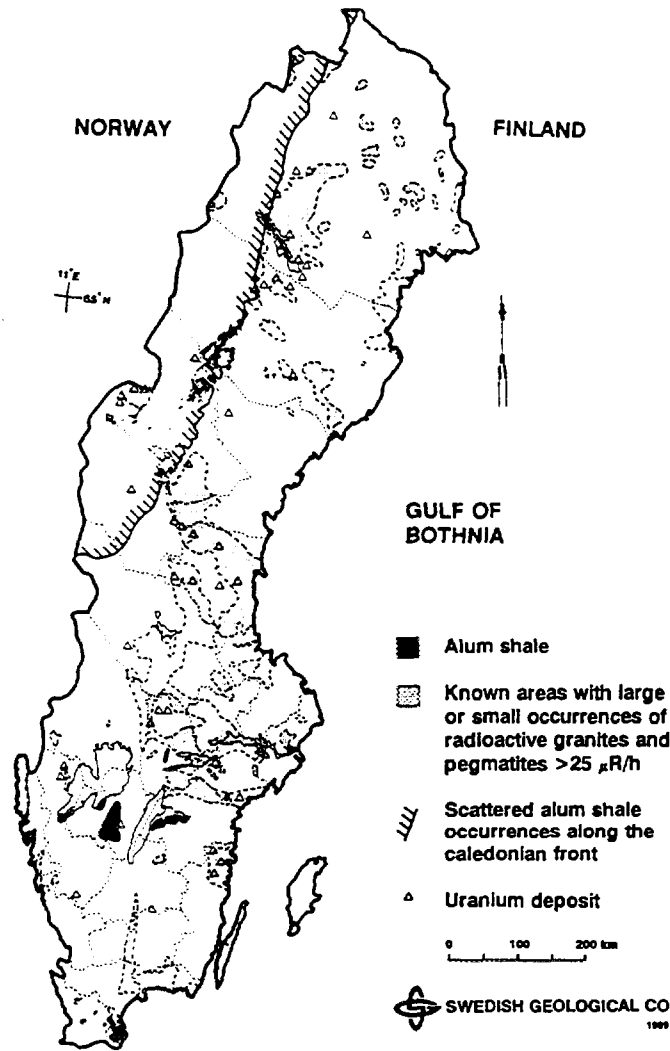 NORWAY
FINLAND
11°E
65°N
GULF OF
BOTHNIA
Alum shale
Known areas with large
or small occurrences of
radioactive granites and
pegmatites >25 μR/h
Scattered alum shale
occurrences along the
caledonian front
Uranium deposit
0 100 200 km
SWEDISH GEOLOGICAL CO
1989